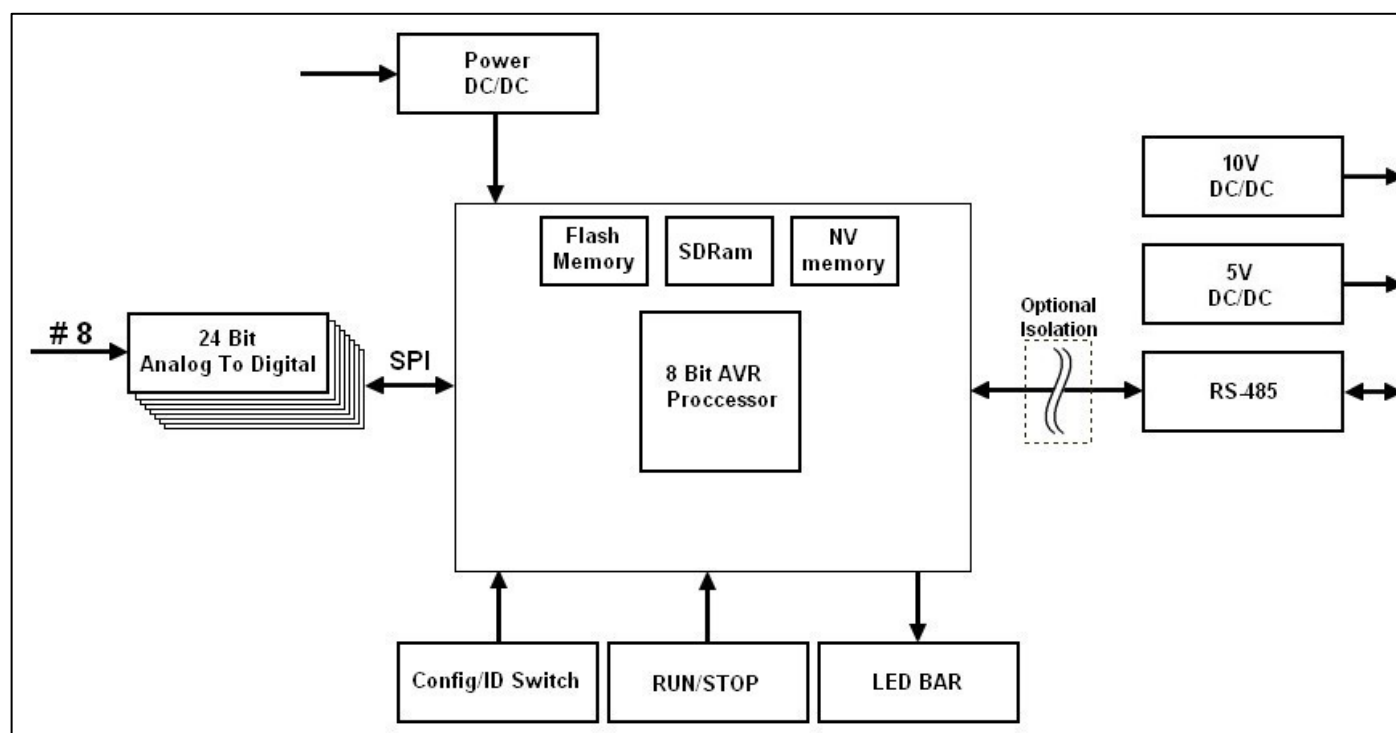 Power
DC/DC
10V
DC/DC
Flash
Memory
SDRam
NV
memory
5V
DC/DC
Optional
Isolation
# 8
24 Bit
Analog To Digital
SPI
8 Bit AVR
Proccessor
RS-485
Config/ID Switch
RUN/STOP
LED BAR